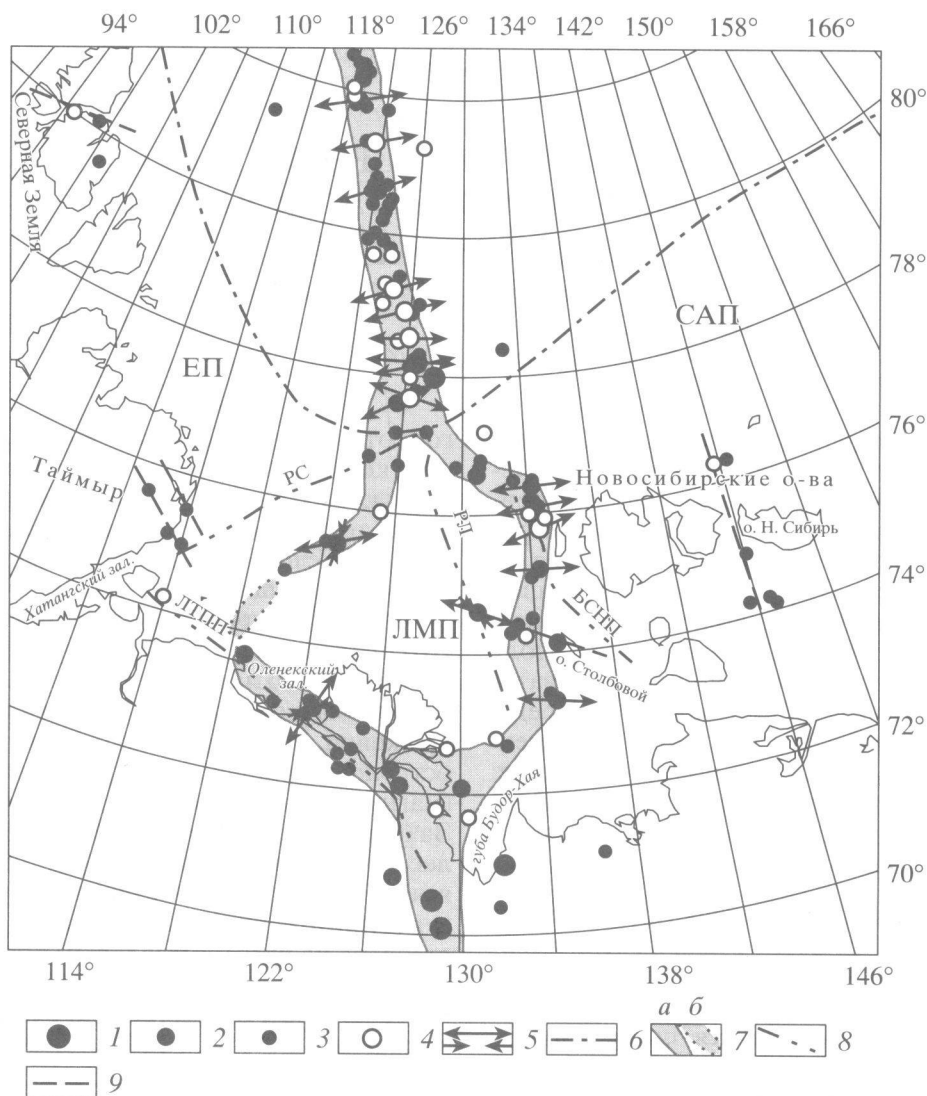 94° 102° 110° 118° 126° 134° 142° 150° 158° 166°
80°
Северная Земля
78°
САП
ЕП
76°
Таймыр
РС
Новосибирские о-ва
РЛ
о. Н. Сибирь
74°
Хатангский зал.
ЛТПП
ЛМП
БСНП
о. Столбовой
Оленекский
зал.
72°
губа Будор-Хая
70°
114° 122° 130° 138° 146°
а б
1 2 3 4 5 6 7 8
9